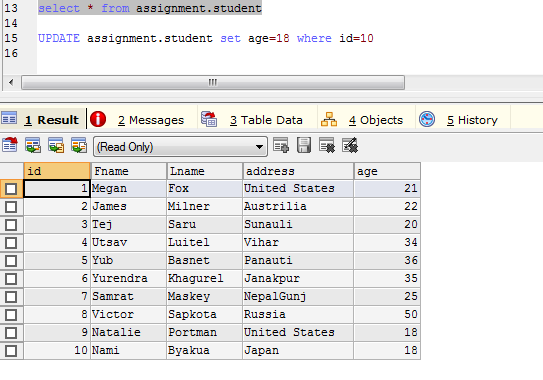 13 select * from assignment.student
14
15 UPDATE assignment.student set age=18 where id=10
16
1 Result 2 Messages 3 Table Data 4 Objects 5 History
(Read Only)
id Fname Lname address age
1 Megan Fox United States 21
2 James Milner Austrilia 22
3 Tej Saru Sunauli 20
4 Utsav Luitel Vihar 34
5 Yub Basnet Panauti 36
6 Yurendra Khagurel Janakpur 35
7 Samrat Maskey NepalGunj 25
8 Victor Sapkota Russia 50
9 Natalie Portman United States 18
10 Nami Byakua Japan 18